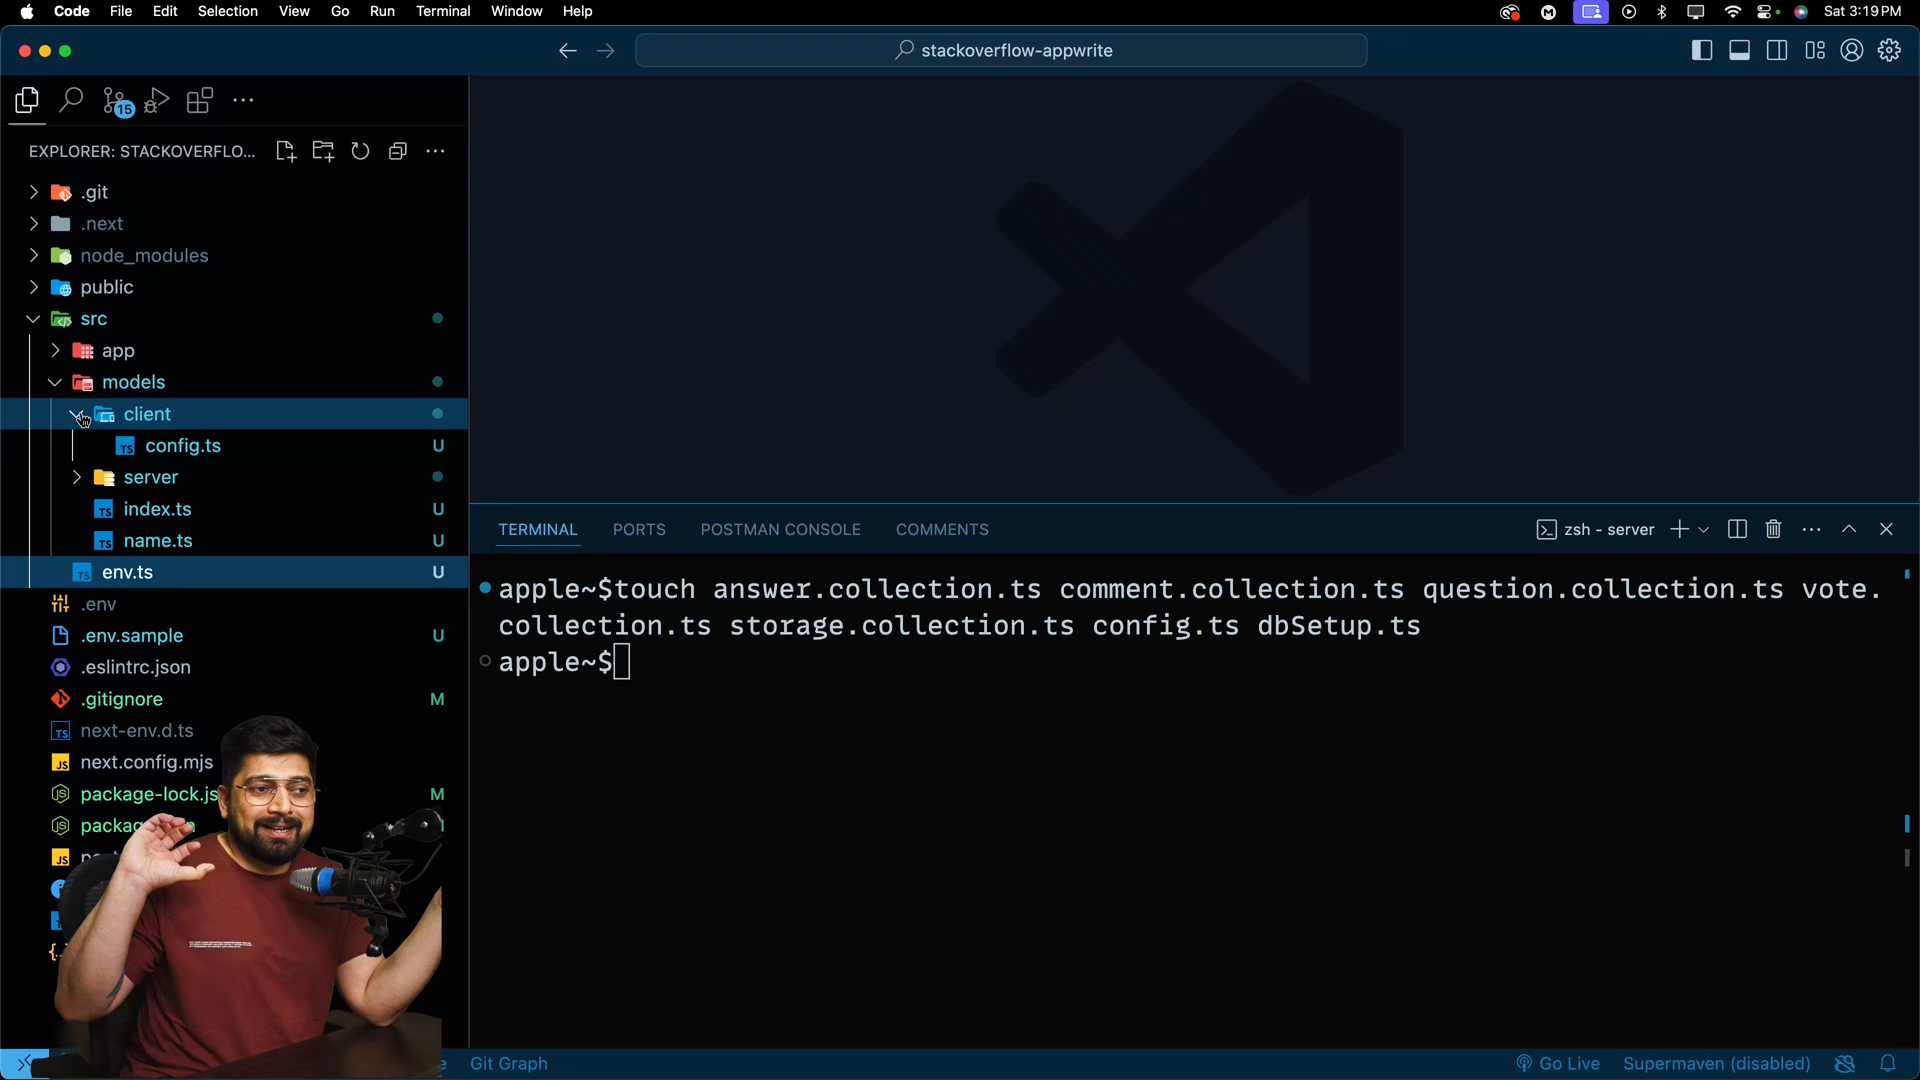 Code File Edit Selection View Go Run Terminal Window Help
Sat 3:19 PM
stackoverflow-appwrite
15
EXPLORER: STACKOVERFLO...
.git
.next
node_modules
public
src
app
models
client
config.ts U
server
index.ts U
name.ts U
env.ts U
.env
.env.sample U
.eslintrc.json
.gitignore M
next-env.d.ts
next.config.mjs
package-lock.js M
TERMINAL PORTS POSTMAN CONSOLE COMMENTS
zsh - server
apple~$touch answer.collection.ts comment.collection.ts question.collection.ts vote.
collection.ts storage.collection.ts config.ts dbSetup.ts
apple~$
Git Graph
Go Live Supermaven (disabled)